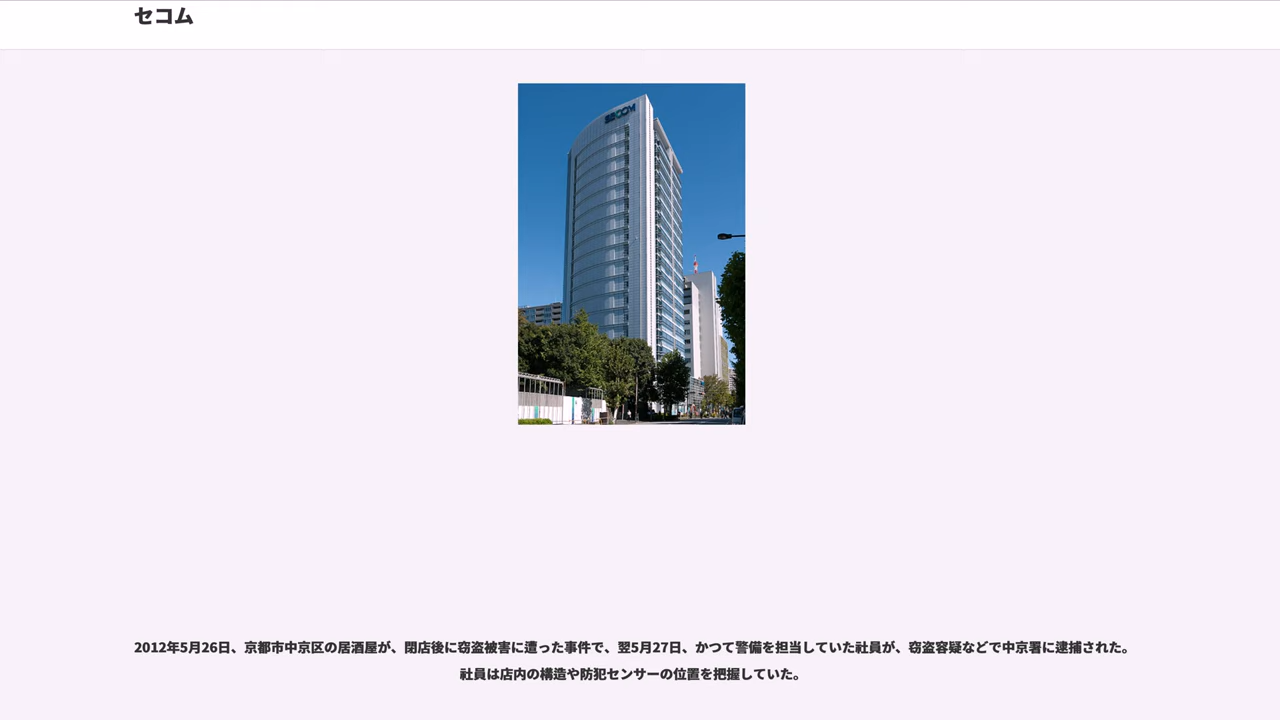 セコム
SECOM
2012年5月26日、京都市中京区の居酒屋が、閉店後に窃盗被害に遭った事件で、翌5月27日、かつて警備を担当していた社員が、窃盗容疑などで中京署に逮捕された。
社員は店内の構造や防犯センサーの位置を把握していた。